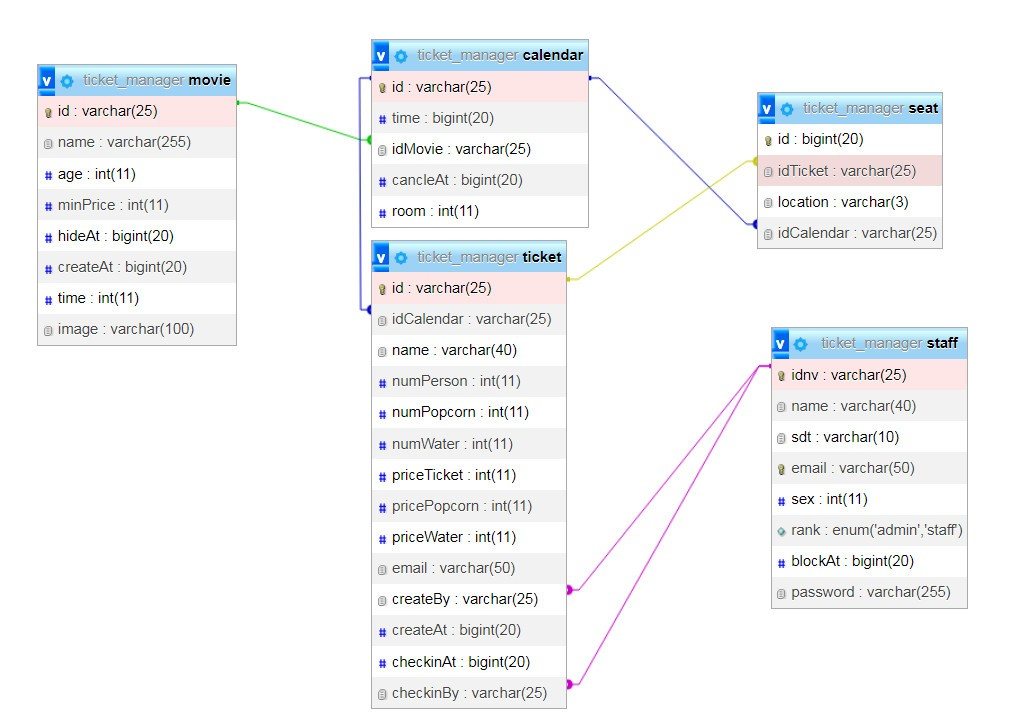 ticket_manager movie
id : varchar(25)
name : varchar(255)
age : int(11)
minPrice : int(11)
hideAt : bigint(20)
createAt : bigint(20)
time : int(11)
image : varchar(100)
ticket_manager calendar
id : varchar(25)
time : bigint(20)
idMovie : varchar(25)
cancleAt : bigint(20)
room : int(11)
ticket_manager ticket
id : varchar(25)
idCalendar : varchar(25)
name : varchar(40)
numPerson : int(11)
numPopcorn : int(11)
numWater : int(11)
priceTicket : int(11)
pricePopcorn : int(11)
priceWater : int(11)
email : varchar(50)
createBy : varchar(25)
createAt : bigint(20)
checkinAt : bigint(20)
checkinBy : varchar(25)
ticket_manager seat
id : bigint(20)
idTicket : varchar(25)
location : varchar(3)
idCalendar : varchar(25)
ticket_manager staff
idnv : varchar(25)
name : varchar(40)
sdt : varchar(10)
email : varchar(50)
sex : int(11)
rank : enum('admin','staff')
blockAt : bigint(20)
password : varchar(255)